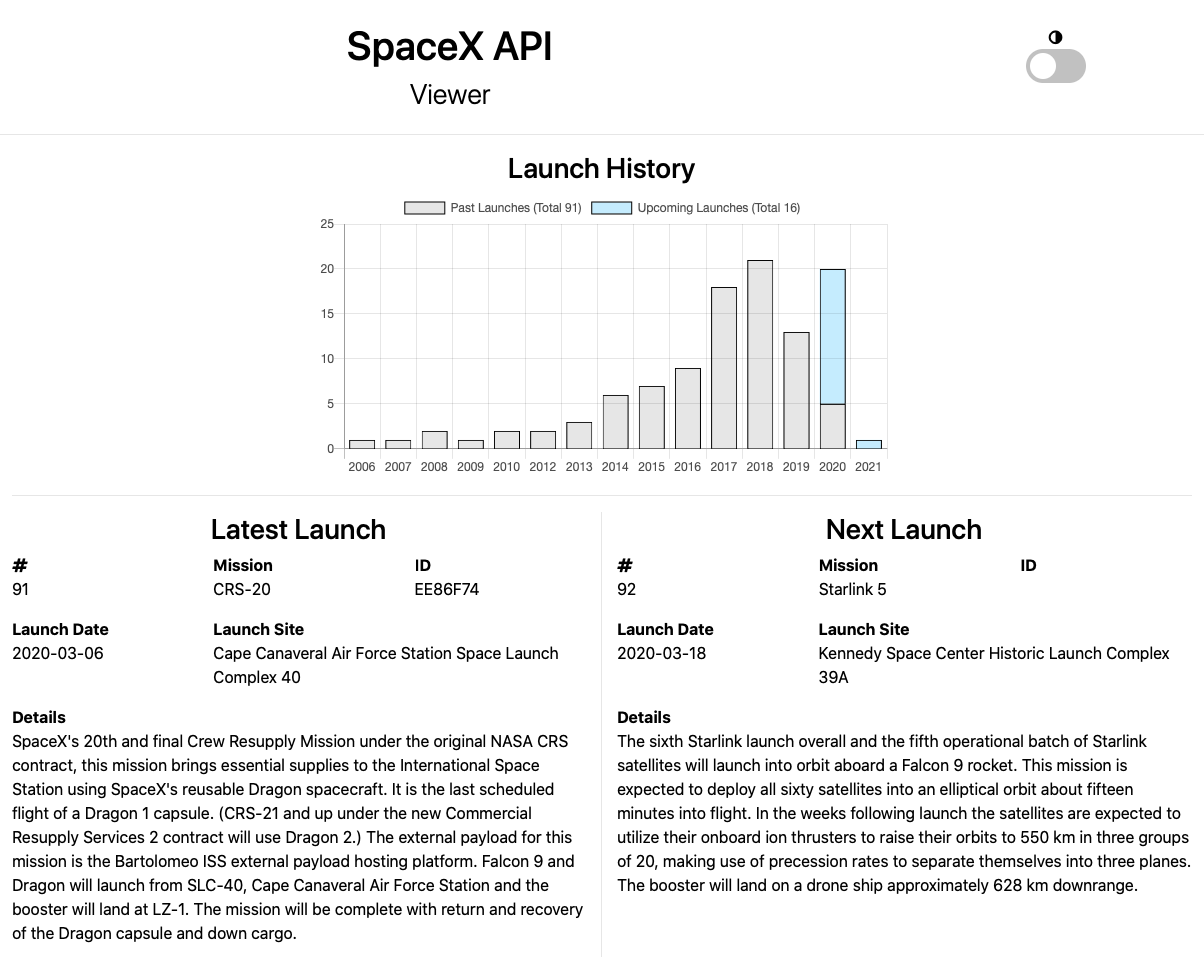 SpaceX API
Viewer
Launch History
Past Launches (Total 91)
Upcoming Launches (Total 16)
25
20
15
10
5
0
2006 2007 2008 2009 2010 2012 2013 2014 2015 2016 2017 2018 2019 2020 2021
Latest Launch
# Mission ID
91 CRS-20 EE86F74
Launch Date Launch Site
2020-03-06 Cape Canaveral Air Force Station Space Launch
Complex 40
Details
SpaceX's 20th and final Crew Resupply Mission under the original NASA CRS
contract, this mission brings essential supplies to the International Space
Station using SpaceX's reusable Dragon spacecraft. It is the last scheduled
flight of a Dragon 1 capsule. (CRS-21 and up under the new Commercial
Resupply Services 2 contract will use Dragon 2.) The external payload for this
mission is the Bartolomeo ISS external payload hosting platform. Falcon 9 and
Dragon will launch from SLC-40, Cape Canaveral Air Force Station and the
booster will land at LZ-1. The mission will be complete with return and recovery
of the Dragon capsule and down cargo.
Next Launch
# Mission ID
92 Starlink 5
Launch Date Launch Site
2020-03-18 Kennedy Space Center Historic Launch Complex
39A
Details
The sixth Starlink launch overall and the fifth operational batch of Starlink
satellites will launch into orbit aboard a Falcon 9 rocket. This mission is
expected to deploy all sixty satellites into an elliptical orbit about fifteen
minutes into flight. In the weeks following launch the satellites are expected to
utilize their onboard ion thrusters to raise their orbits to 550 km in three groups
of 20, making use of precession rates to separate themselves into three planes.
The booster will land on a drone ship approximately 628 km downrange.